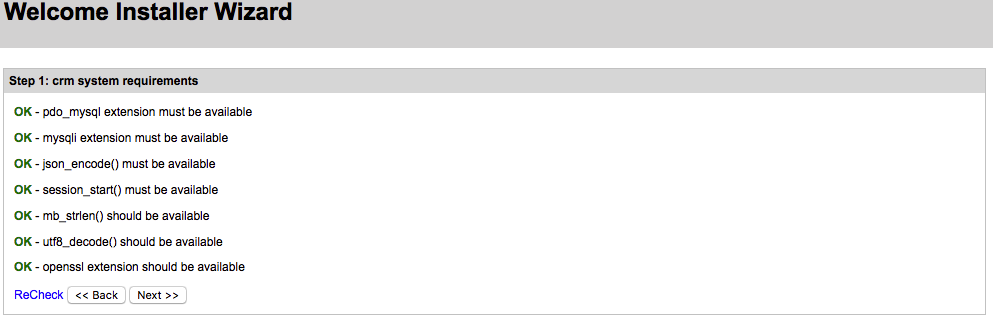 Welcome Installer Wizard
Step 1: crm system requirements
OK - pdo_mysql extension must be available
OK - mysqli extension must be available
OK - json_encode() must be available
OK - session_start() must be available
OK - mb_strlen() should be available
OK - utf8_decode() should be available
OK - openssl extension should be available
ReCheck << Back Next >>